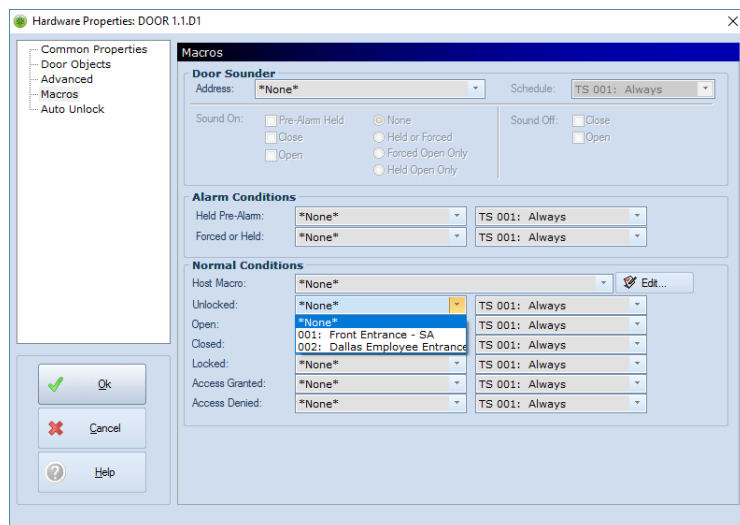 Hardware Properties: DOOR 1.1.D1
Common Properties
Door Objects
Advanced
Macros
Auto Unlock
Macros
Door Sounder
Address: *None* Schedule: TS 001: Always
Sound On: Pre-Alarm Held None Sound Off: Close
Close Held or Forced Open
Open Forced Open Only
Held Open Only
Alarm Conditions
Held Pre-Alarm: *None* TS 001: Always
Forced or Held: *None* TS 001: Always
Normal Conditions
Host Macro: *None* Edit...
Unlocked: *None* TS 001: Always
Open: *None* TS 001: Always
Closed: 001: Front Entrance - SA TS 001: Always
002: Dallas Employee Entrance
Locked: *None* TS 001: Always
Access Granted: *None* TS 001: Always
Access Denied: *None* TS 001: Always
Ok
Cancel
Help